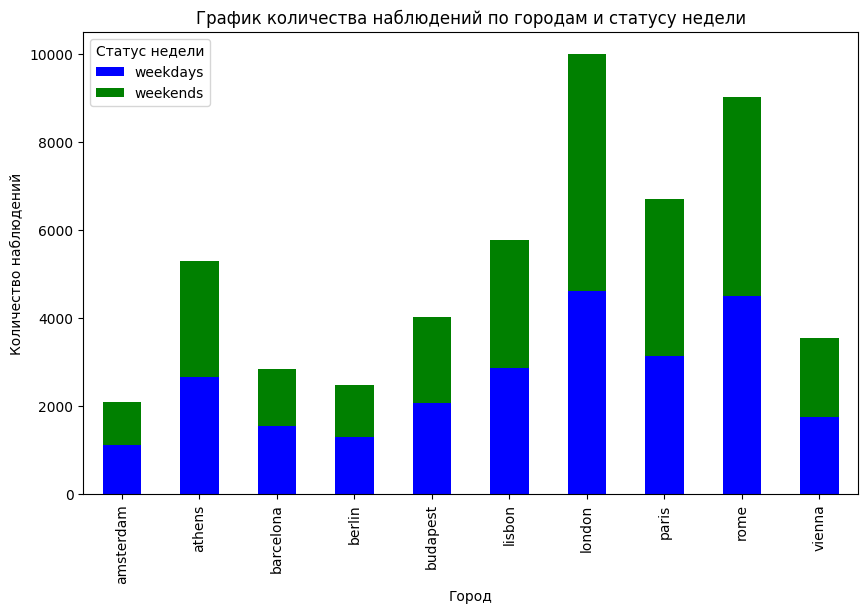 График количества наблюдений по городам и статусу недели
Статус недели
weekdays
weekends
Количество наблюдений
10000
8000
6000
4000
2000
0
amsterdam
athens
barcelona
berlin
budapest
lisbon
london
paris
rome
vienna
Город